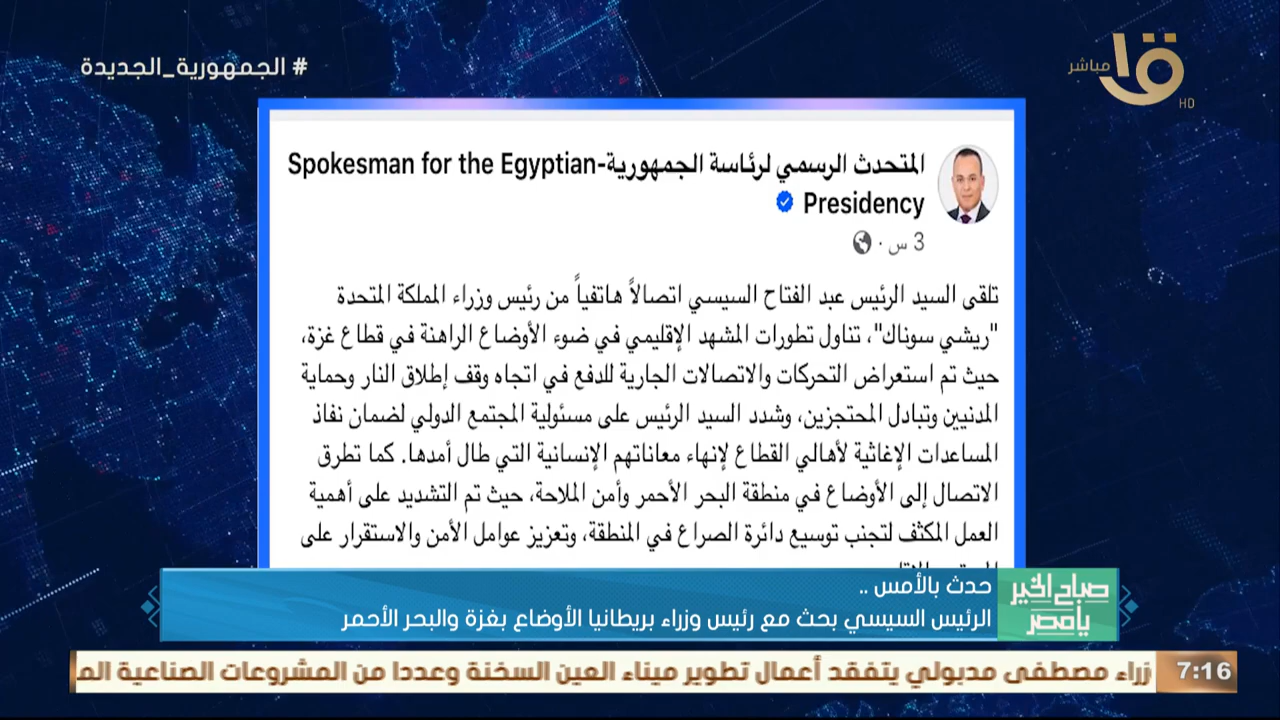 # الجمهورية_الجديدة
مباشر
HD
المتحدث الرسمي لرئاسة الجمهورية-Spokesman for the Egyptian
Presidency
3 س ·
تلقى السيد الرئيس عبد الفتاح السيسي اتصالاً هاتفياً من رئيس وزراء المملكة المتحدة
"ريشي سوناك"، تناول تطورات المشهد الإقليمي في ضوء الأوضاع الراهنة في قطاع غزة،
حيث تم استعراض التحركات والاتصالات الجارية للدفع في اتجاه وقف إطلاق النار وحماية
المدنيين وتبادل المحتجزين، وشدد السيد الرئيس على مسئولية المجتمع الدولي لضمان نفاذ
المساعدات الإغاثية لأهالي القطاع لإنهاء معاناتهم الإنسانية التي طال أمدها. كما تطرق
الاتصال إلى الأوضاع في منطقة البحر الأحمر وأمن الملاحة، حيث تم التشديد على أهمية
العمل المكثف لتجنب توسيع دائرة الصراع في المنطقة، وتعزيز عوامل الأمن والاستقرار على
صباح الخير
يا مصر
حدث بالأمس ..
الرئيس السيسي بحث مع رئيس وزراء بريطانيا الأوضاع بغزة والبحر الأحمر
7:16
مصطفى مدبولي يتفقد أعمال تطوير ميناء العين السخنة وعددا من المشروعات الصناعية